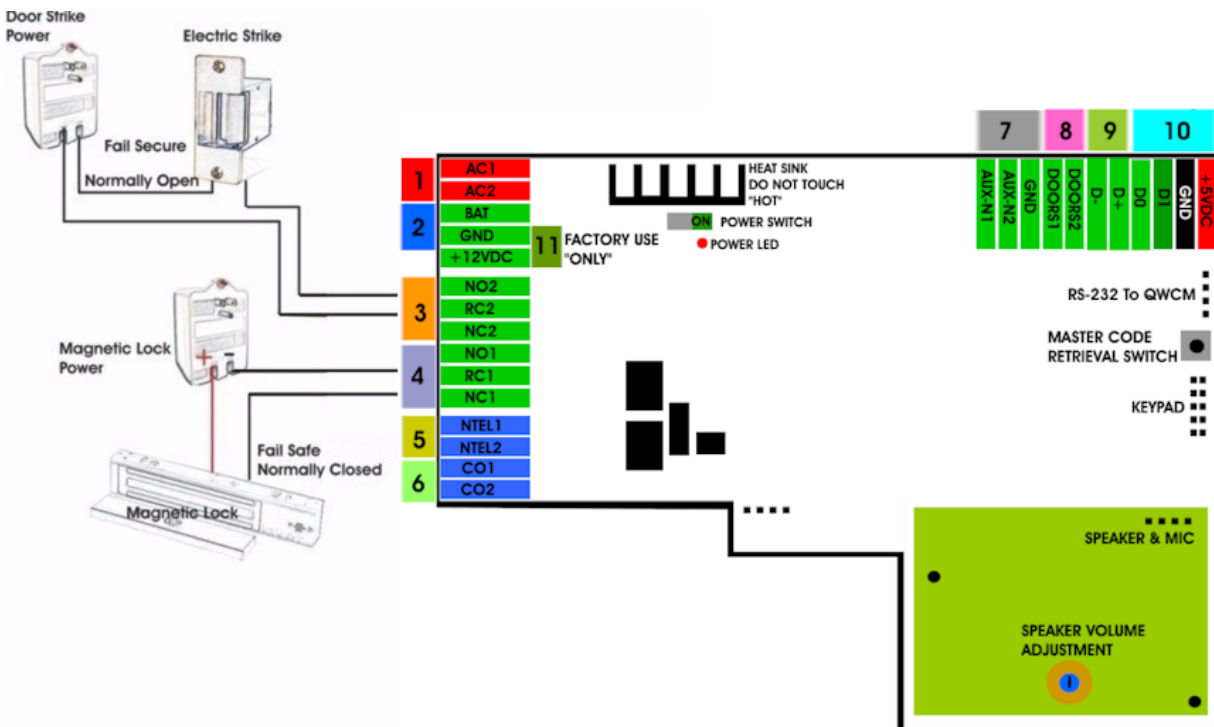 Door Strike
Power
Electric Strike
Fail Secure
Normally Open
Magnetic Lock
Power
+
-
Fail Safe
Normally Closed
Magnetic Lock
1
AC1
AC2
2
BAT
GND
+12VDC
11
FACTORY USE
"ONLY"
3
NO2
RC2
NC2
4
NO1
RC1
NC1
5
NTEL1
NTEL2
6
CO1
CO2
HEAT SINK
DO NOT TOUCH
"HOT"
ON
POWER SWITCH
POWER LED
7
8
9
10
AUX-N1
AUX-N2
GND
DOORS1
DOORS2
D-
D+
D0
D1
GND
+5VDC
RS-232 To QWCM
MASTER CODE
RETRIEVAL SWITCH
KEYPAD
SPEAKER & MIC
SPEAKER VOLUME
ADJUSTMENT